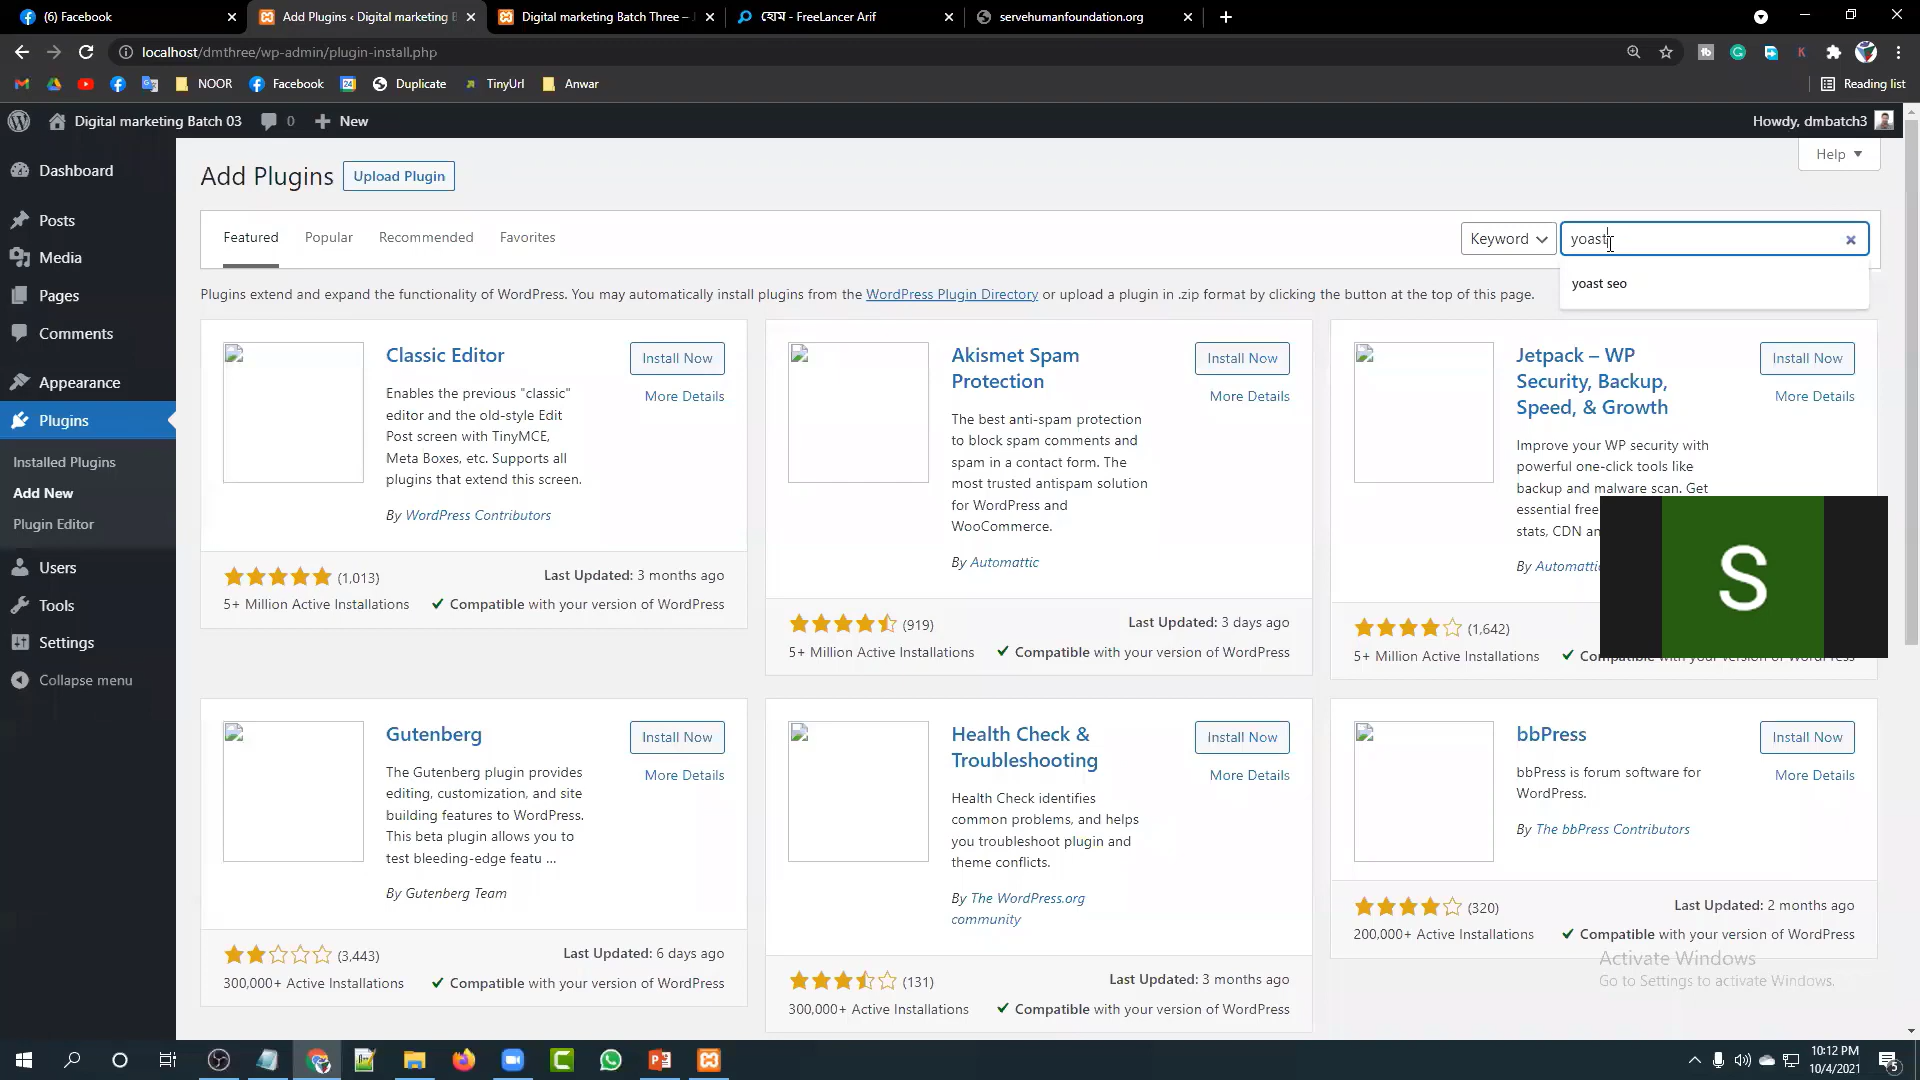 (6) Facebook
Add Plugins ‹ Digital marketing B
Digital marketing Batch Three – J
হোম - FreeLancer Arif
servehumanfoundation.org
localhost/dmthree/wp-admin/plugin-install.php
NOOR
Facebook
24
Duplicate
TinyUrl
Anwar
Reading list
Digital marketing Batch 03
0
New
Howdy, dmbatch3
Dashboard
Posts
Media
Pages
Comments
Appearance
Plugins
Installed Plugins
Add New
Plugin Editor
Users
Tools
Settings
Collapse menu
Add Plugins
Upload Plugin
Help
Featured
Popular
Recommended
Favorites
Keyword
yoast
yoast seo
Plugins extend and expand the functionality of WordPress. You may automatically install plugins from the WordPress Plugin Directory or upload a plugin in .zip format by clicking the button at the top of this page.
Classic Editor
Install Now
More Details
Enables the previous "classic"
editor and the old-style Edit
Post screen with TinyMCE,
Meta Boxes, etc. Supports all
plugins that extend this screen.
By WordPress Contributors
(1,013)
Last Updated: 3 months ago
5+ Million Active Installations
Compatible with your version of WordPress
Akismet Spam
Protection
Install Now
More Details
The best anti-spam protection
to block spam comments and
spam in a contact form. The
most trusted antispam solution
for WordPress and
WooCommerce.
By Automattic
(919)
Last Updated: 3 days ago
5+ Million Active Installations
Compatible with your version of WordPress
Jetpack – WP
Security, Backup,
Speed, & Growth
Install Now
More Details
Improve your WP security with
powerful one-click tools like
backup and malware scan. Get
essential free
stats, CDN an
By Automatti
S
(1,642)
5+ Million Active Installations
Gutenberg
Install Now
More Details
The Gutenberg plugin provides
editing, customization, and site
building features to WordPress.
This beta plugin allows you to
test bleeding-edge featu ...
By Gutenberg Team
(3,443)
Last Updated: 6 days ago
300,000+ Active Installations
Compatible with your version of WordPress
Health Check &
Troubleshooting
Install Now
More Details
Health Check identifies
common problems, and helps
you troubleshoot plugin and
theme conflicts.
By The WordPress.org
community
(131)
Last Updated: 3 months ago
300,000+ Active Installations
Compatible with your version of WordPress
bbPress
Install Now
More Details
bbPress is forum software for
WordPress.
By The bbPress Contributors
(320)
Last Updated: 2 months ago
200,000+ Active Installations
Compatible with your version of WordPress
Activate Windows
Go to Settings to activate Windows.
10:12 PM
10/4/2021
5